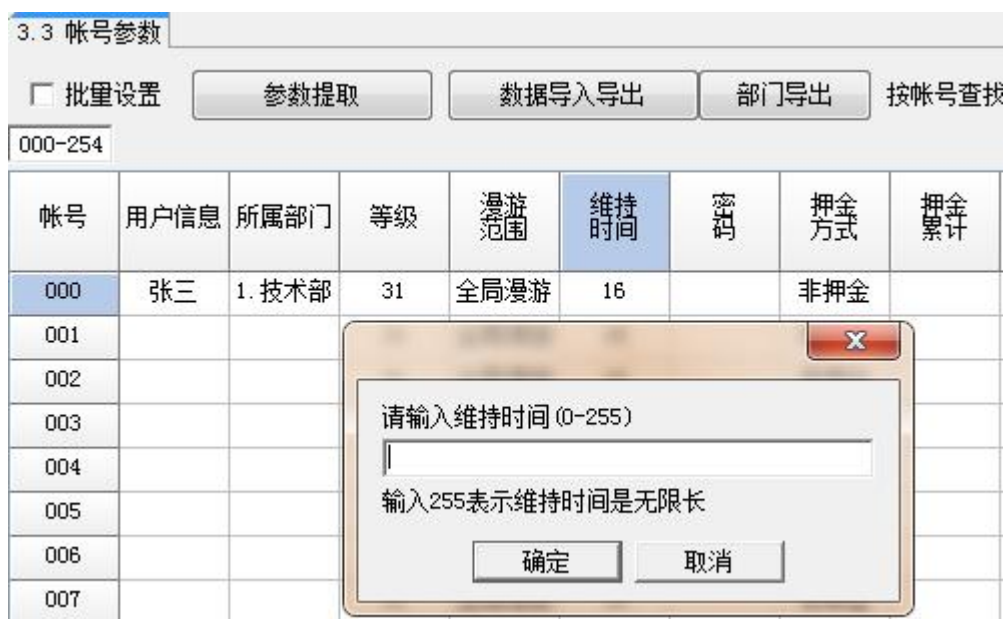 3.3 帐号参数
批量设置 参数提取 数据导入导出 部门导出 按帐号查找
000-254
帐号 用户信息 所属部门 等级 漫游范围 维持时间 密码 押金方式 押金累计
000 张三 1.技术部 31 全局漫游 16 非押金
001
002
003
004
005
006
007
请输入维持时间(0-255)
输入255表示维持时间是无限长
确定 取消